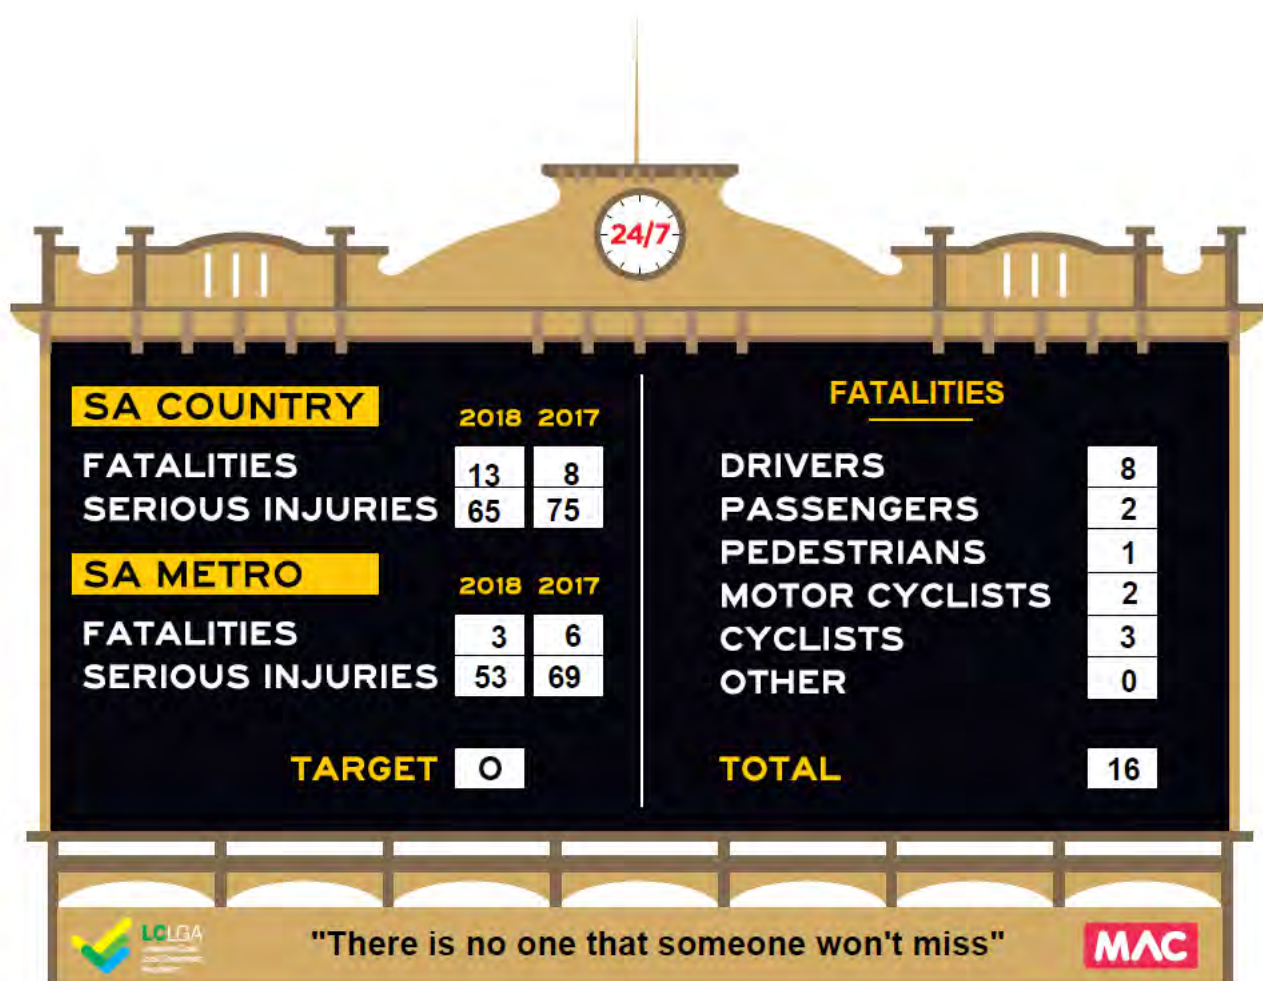 24/7
SA COUNTRY
2018 2017
FATALITIES 13 8
SERIOUS INJURIES 65 75
SA METRO
2018 2017
FATALITIES 3 6
SERIOUS INJURIES 53 69
TARGET 0
FATALITIES
DRIVERS 8
PASSENGERS 2
PEDESTRIANS 1
MOTOR CYCLISTS 2
CYCLISTS 3
OTHER 0
TOTAL 16
LCLGA
"There is no one that someone won't miss"
MAC